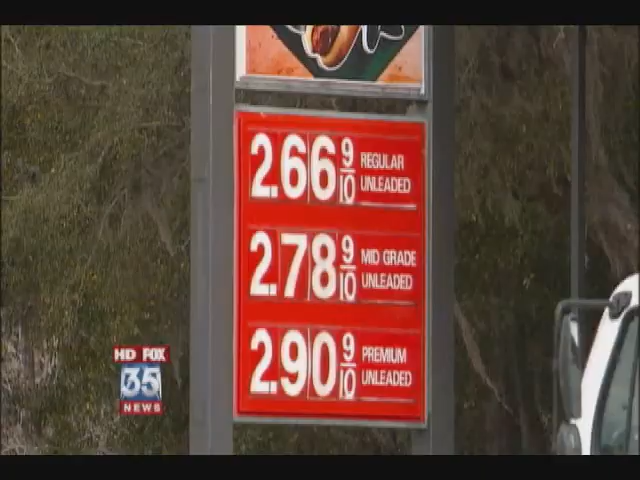 2.66 9/10 REGULAR UNLEADED
2.78 9/10 MID GRADE UNLEADED
2.90 9/10 PREMIUM UNLEADED
HD FOX
35
NEWS